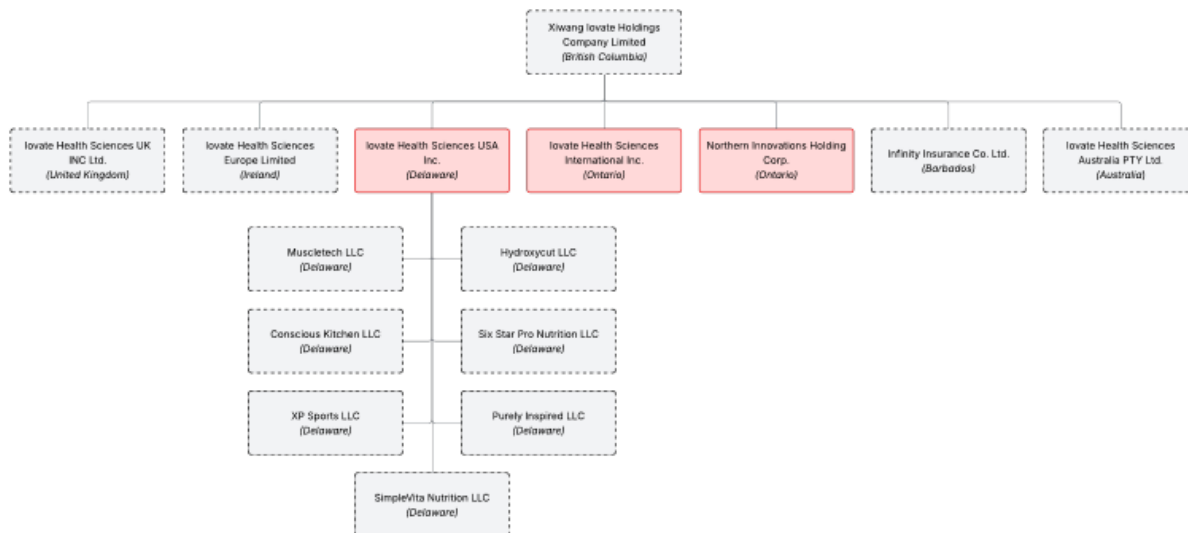 Xiwang Iovate Holdings
Company Limited
(British Columbia)
Iovate Health Sciences UK
INC Ltd.
(United Kingdom)
Iovate Health Sciences
Europe Limited
(Ireland)
Iovate Health Sciences USA
Inc.
(Delaware)
Iovate Health Sciences
International Inc.
(Ontario)
Northern Innovations Holding
Corp.
(Ontario)
Infinity Insurance Co. Ltd.
(Barbados)
Iovate Health Sciences
Australia PTY Ltd.
(Australia)
Muscletech LLC
(Delaware)
Hydroxycut LLC
(Delaware)
Conscious Kitchen LLC
(Delaware)
Six Star Pro Nutrition LLC
(Delaware)
XP Sports LLC
(Delaware)
Purely Inspired LLC
(Delaware)
SimpleVita Nutrition LLC
(Delaware)